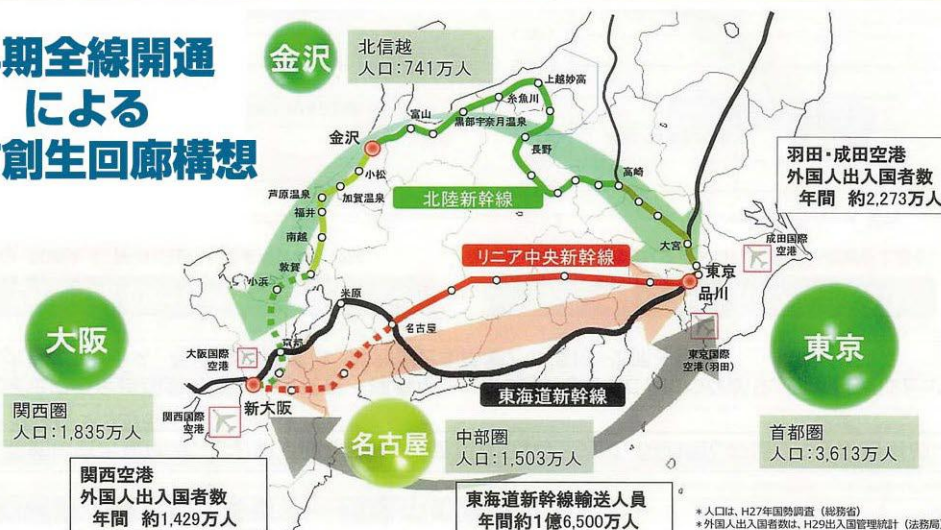 期全線開通
による
創生回廊構想
金沢
北信越
人口:741万人
上越妙高
糸魚川
黒部宇奈月温泉
富山
金沢
長野
小松
加賀温泉
芦原温泉
福井
南越
敦賀
小浜
北陸新幹線
高崎
大宮
羽田・成田空港
外国人出入国者数
年間 約2,273万人
成田国際
空港
東京
品川
リニア中央新幹線
米原
名古屋
京都
大阪
大阪国際
空港
新大阪
関西国際
空港
東京国際
空港(羽田)
東海道新幹線
東京
関西圏
人口:1,835万人
名古屋
中部圏
人口:1,503万人
首都圏
人口:3,613万人
関西空港
外国人出入国者数
年間 約1,429万人
東海道新幹線輸送人員
年間約1億6,500万人
*人口は、H27年国勢調査(総務省)
*外国人出入国者数は、H29出入国管理統計(法務省